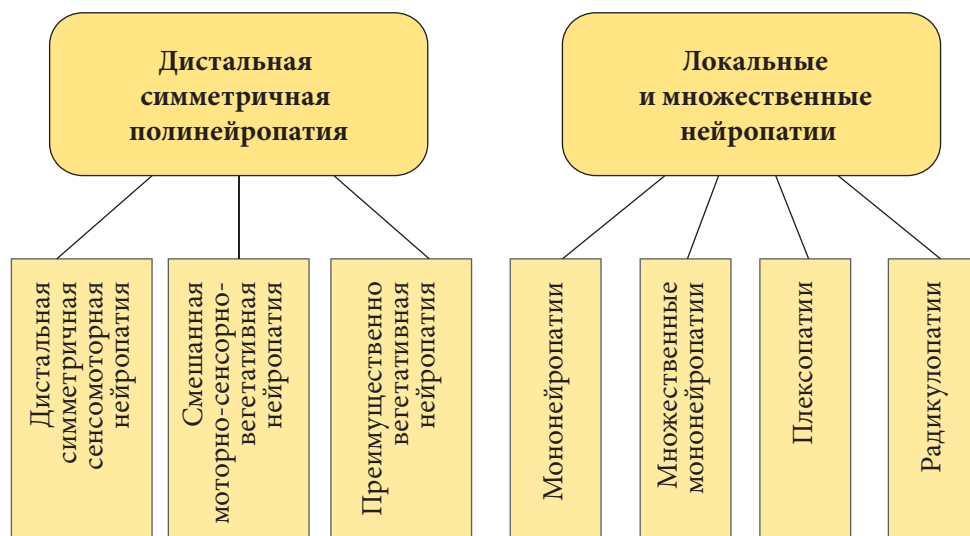 Дистальная
симметричная
полинейропатия
Локальные
и множественные
нейропатии
Дистальная
симметричная
сенсомоторная
нейропатия
Смешанная
моторно-сенсорно-
вегетативная
нейропатия
Преимущественно
вегетативная
нейропатия
Мононейропатии
Множественные
мононейропатии
Плексопатии
Радикулопатии